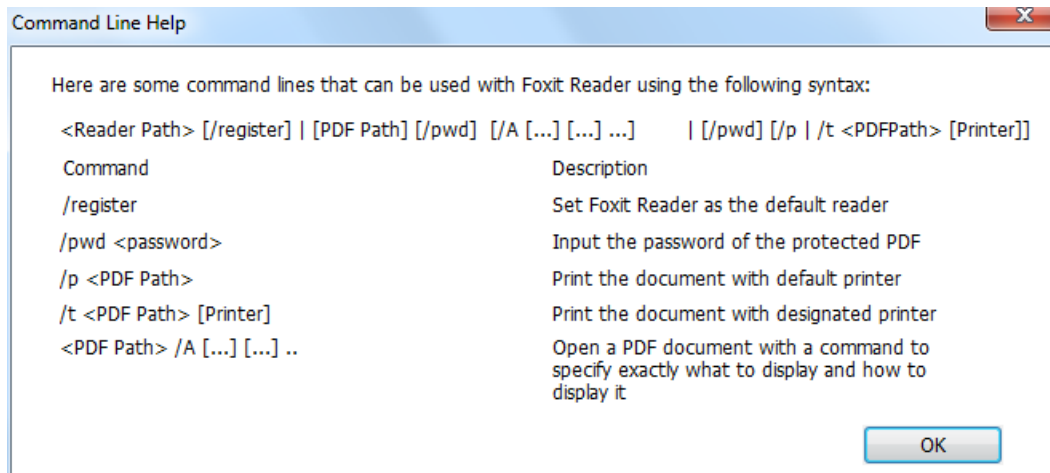 Command Line Help
X
Here are some command lines that can be used with Foxit Reader using the following syntax:
<Reader Path> [/register] | [PDF Path] [/pwd] [/A [...] [...] ...] | [/pwd] [/p | /t <PDFPath> [Printer]]
Command Description
/register Set Foxit Reader as the default reader
/pwd <password> Input the password of the protected PDF
/p <PDF Path> Print the document with default printer
/t <PDF Path> [Printer] Print the document with designated printer
<PDF Path> /A [...] [...] .. Open a PDF document with a command to
specify exactly what to display and how to
display it
OK